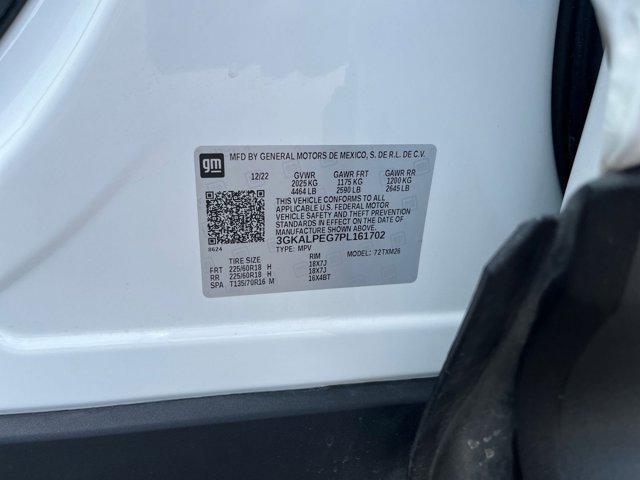 gm
MFD BY GENERAL MOTORS DE MEXICO, S. DE R.L. DE C.V.
12/22 GVWR GAWR FRT GAWR RR
2025 KG 1175 KG 1200 KG
4464 LB 2590 LB 2645 LB
THIS VEHICLE CONFORMS TO ALL
APPLICABLE U.S. FEDERAL MOTOR
VEHICLE SAFETY AND THEFT PREVENTION
STANDARDS IN EFFECT ON THE DATE OF
MANUFACTURE SHOWN ABOVE.
3GKALPEG7PL161702
8624
TYPE: MPV MODEL: 72TXM26
TIRE SIZE RIM
FRT 225/60R18 H 18X7J
RR 225/60R18 H 18X7J
SPA T135/70R16 M 16X4BT